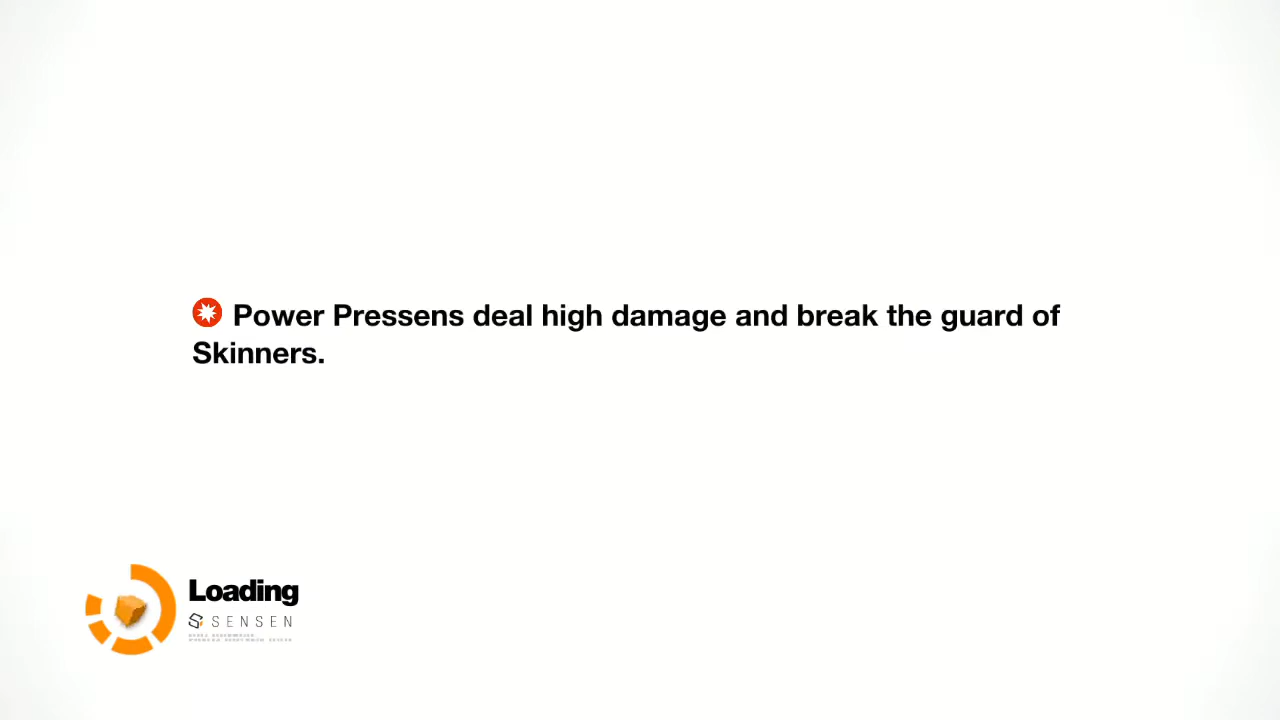 Power Pressens deal high damage and break the guard of
Skinners.
Loading
SENSEN